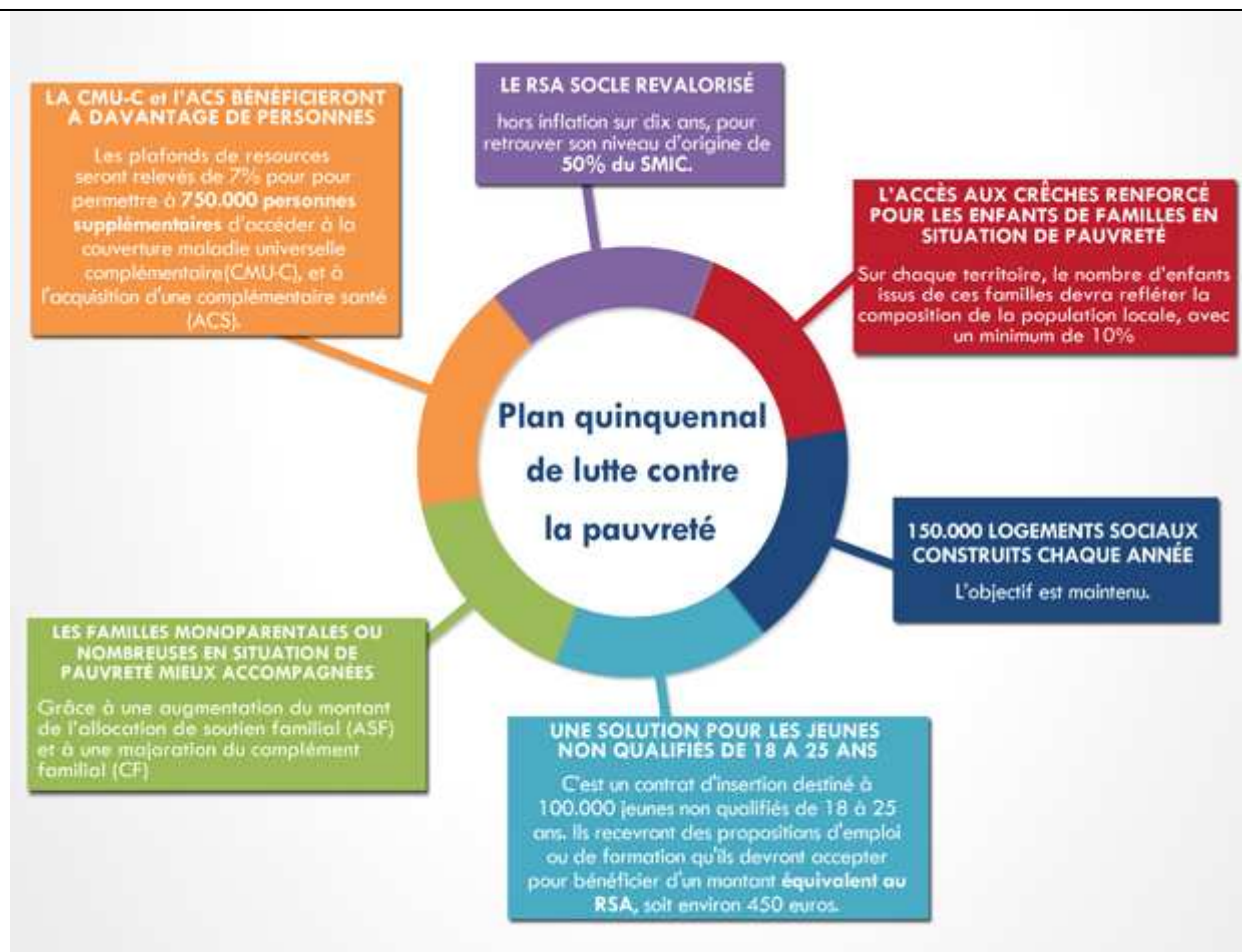 LA CMU-C et l'ACS BÉNÉFICIERONT
A DAVANTAGE DE PERSONNES
Les plafonds de resources
seront relevés de 7% pour pour
permettre à 750.000 personnes
supplémentaires d'accéder à la
couverture maladie universelle
complémentaire(CMU-C), et à
l'acquisition d'une complémentaire santé
(ACS).
LE RSA SOCLE REVALORISÉ
hors inflation sur dix ans, pour
retrouver son niveau d'origine de
50% du SMIC.
L'ACCÈS AUX CRÊCHES RENFORCÉ
POUR LES ENFANTS DE FAMILLES EN
SITUATION DE PAUVRETÉ
Sur chaque territoire, le nombre d'enfants
issus de ces familles devra refléter la
composition de la population locale, avec
un minimum de 10%
Plan quinquennal
de lutte contre
la pauvreté
150.000 LOGEMENTS SOCIAUX
CONSTRUITS CHAQUE ANNÉE
L'objectif est maintenu.
LES FAMILLES MONOPARENTALES OU
NOMBREUSES EN SITUATION DE
PAUVRETÉ MIEUX ACCOMPAGNÉES
Grâce à une augmentation du montant
de l'allocation de soutien familial (ASF)
et à une majoration du complément
familial (CF)
UNE SOLUTION POUR LES JEUNES
NON QUALIFIÉS DE 18 A 25 ANS
C'est un contrat d'insertion destiné à
100.000 jeunes non qualifiés de 18 à 25
ans. Ils recevront des propositions d'emploi
ou de formation qu'ils devront accepter
pour bénéficier d'un montant équivalent au
RSA, soit environ 450 euros.